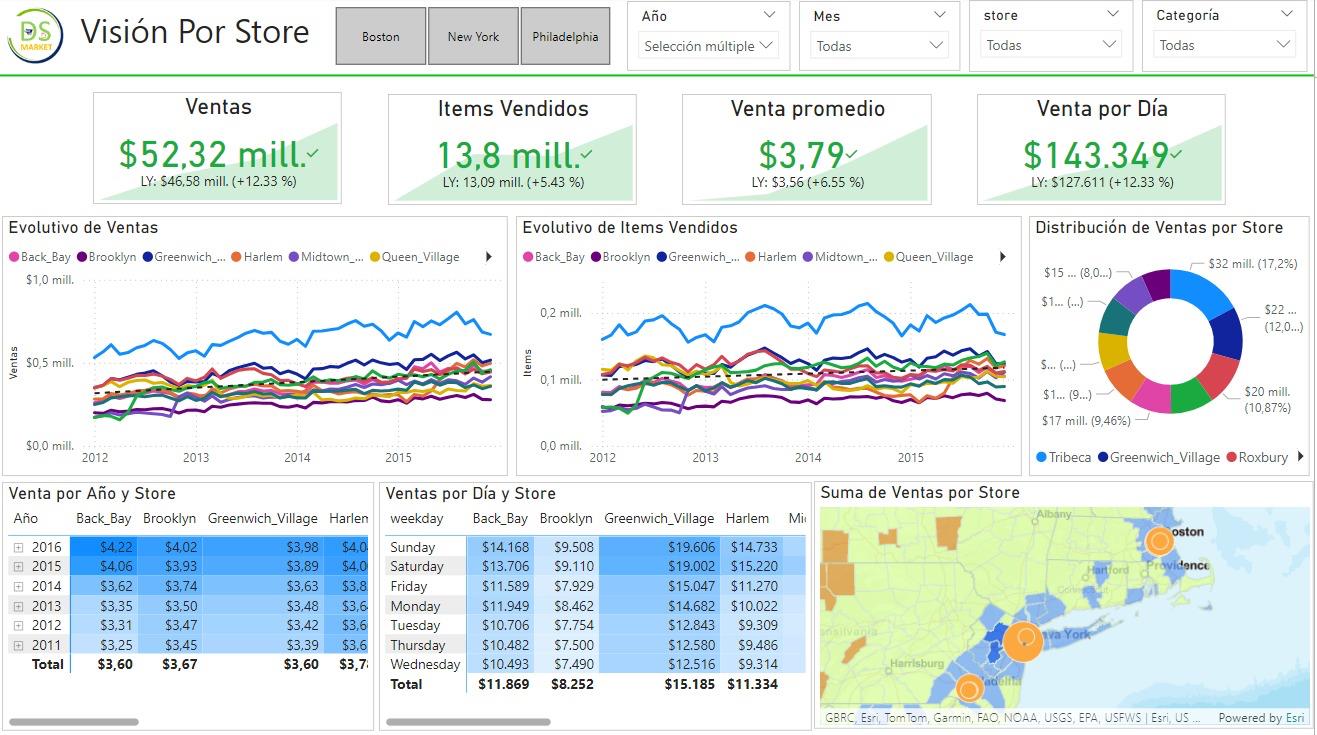 DS
MARKET
Visión Por Store
Boston
New York
Philadelphia
Año
Selección múltiple
Mes
Todas
store
Todas
Categoría
Todas
Ventas
$52,32 mill.
LY: $46,58 mill. (+12.33 %)
Items Vendidos
13,8 mill.
LY: 13,09 mill. (+5.43 %)
Venta promedio
$3,79
LY: $3,56 (+6.55 %)
Venta por Día
$143.349
LY: $127.611 (+12.33 %)
Evolutivo de Ventas
Back_Bay Brooklyn Greenwich_... Harlem Midtown_... Queen_Village
$1,0 mill.
$0,5 mill.
$0,0 mill.
Ventas
2012 2013 2014 2015
Evolutivo de Items Vendidos
Back_Bay Brooklyn Greenwich_... Harlem Midtown_... Queen_Village
0,2 mill.
0,1 mill.
0,0 mill.
Items
2012 2013 2014 2015
Distribución de Ventas por Store
$32 mill. (17,2%)
$22 ...
(12,0...)
$20 mill.
(10,87%)
$17 mill. (9,46%)
$1... (9...)
$... (...)
$1... (...)
$15 ... (8,0...)
Tribeca Greenwich_Village Roxbury
Venta por Año y Store
Año Back_Bay Brooklyn Greenwich_Village Harlem
2016 $4,22 $4,02 $3,98 $4,0
2015 $4,06 $3,93 $3,89 $4,0
2014 $3,62 $3,74 $3,63 $3,8
2013 $3,35 $3,50 $3,48 $3,6
2012 $3,31 $3,47 $3,42 $3,6
2011 $3,25 $3,45 $3,39 $3,6
Total $3,60 $3,67 $3,60 $3,7
Ventas por Día y Store
weekday Back_Bay Brooklyn Greenwich_Village Harlem Mi
Sunday $14.168 $9.508 $19.606 $14.733
Saturday $13.706 $9.110 $19.002 $15.220
Friday $11.589 $7.929 $15.047 $11.270
Monday $11.949 $8.462 $14.682 $10.022
Tuesday $10.706 $7.754 $12.843 $9.309
Thursday $10.482 $7.500 $12.580 $9.486
Wednesday $10.493 $7.490 $12.516 $9.314
Total $11.869 $8.252 $15.185 $11.334
Suma de Ventas por Store
Albany
oston
Hartford
Providence
Connecticut
nsilvania
eva York
Harrisburg
iladelfia
GBRC, Esri, TomTom, Garmin, FAO, NOAA, USGS, EPA, USFWS | Esri, US ... Powered by Esri